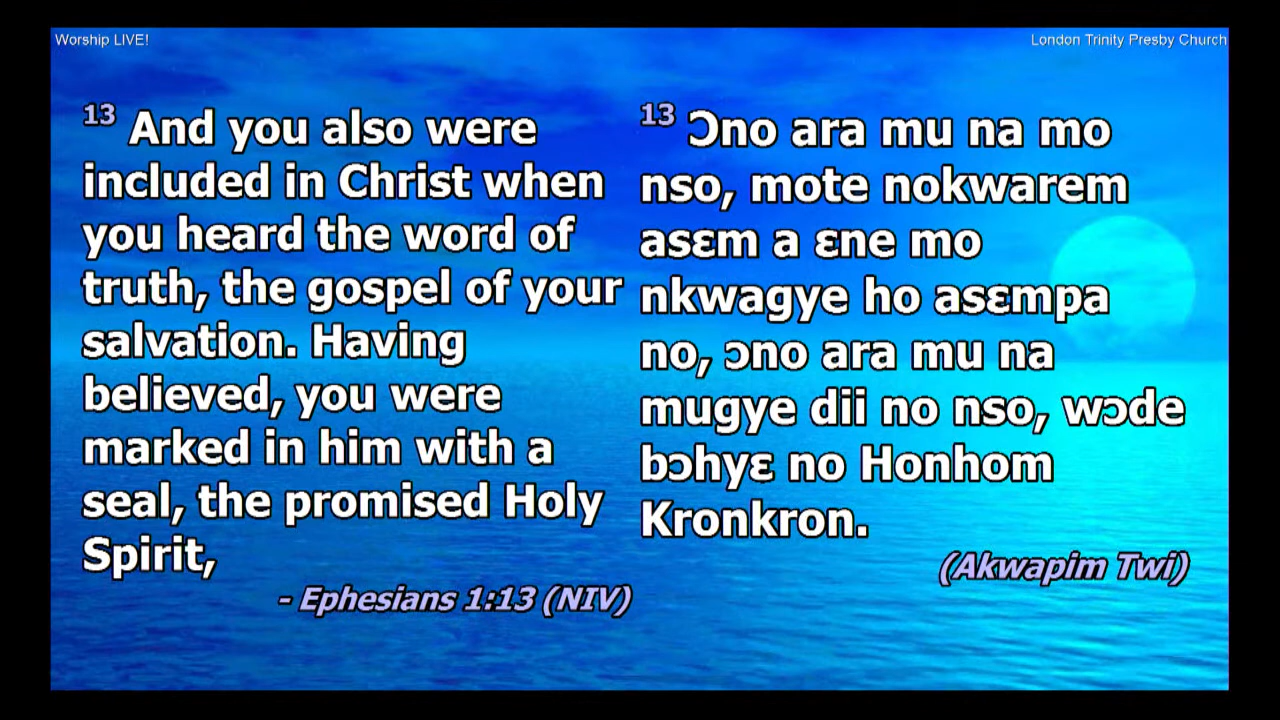 Worship LIVE!
London Trinity Presby Church
13 And you also were
included in Christ when
you heard the word of
truth, the gospel of your
salvation. Having
believed, you were
marked in him with a
seal, the promised Holy
Spirit,
- Ephesians 1:13 (NIV)
13 Ɔno ara mu na mo
nso, mote nokwarem
asɛm a ɛne mo
nkwagye ho asɛmpa
no, ɔno ara mu na
mugye dii no nso, wɔde
bɔhyɛ no Honhom
Kronkron.
(Akwapim Twi)